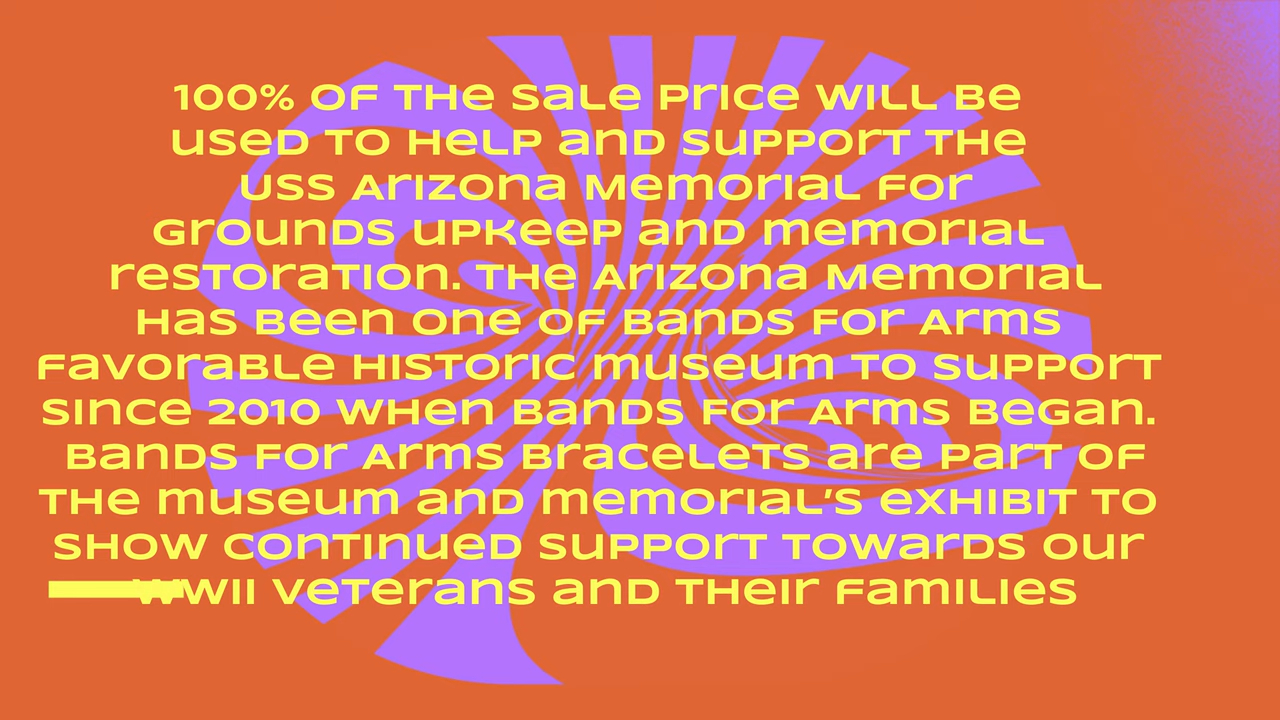 100% OF THE SALE PRICE WILL BE
USED TO HELP AND SUPPORT THE
USS ARIZONA MEMORIAL FOR
GROUNDS UPKEEP AND MEMORIAL
RESTORATION. THE ARIZONA MEMORIAL
HAS BEEN ONE OF BANDS FOR ARMS
FAVORABLE HISTORIC MUSEUM TO SUPPORT
SINCE 2010 WHEN BANDS FOR ARMS BEGAN.
BANDS FOR ARMS BRACELETS ARE PART OF
THE MUSEUM AND MEMORIAL'S EXHIBIT TO
SHOW CONTINUED SUPPORT TOWARDS OUR
WWII VETERANS AND THEIR FAMILIES